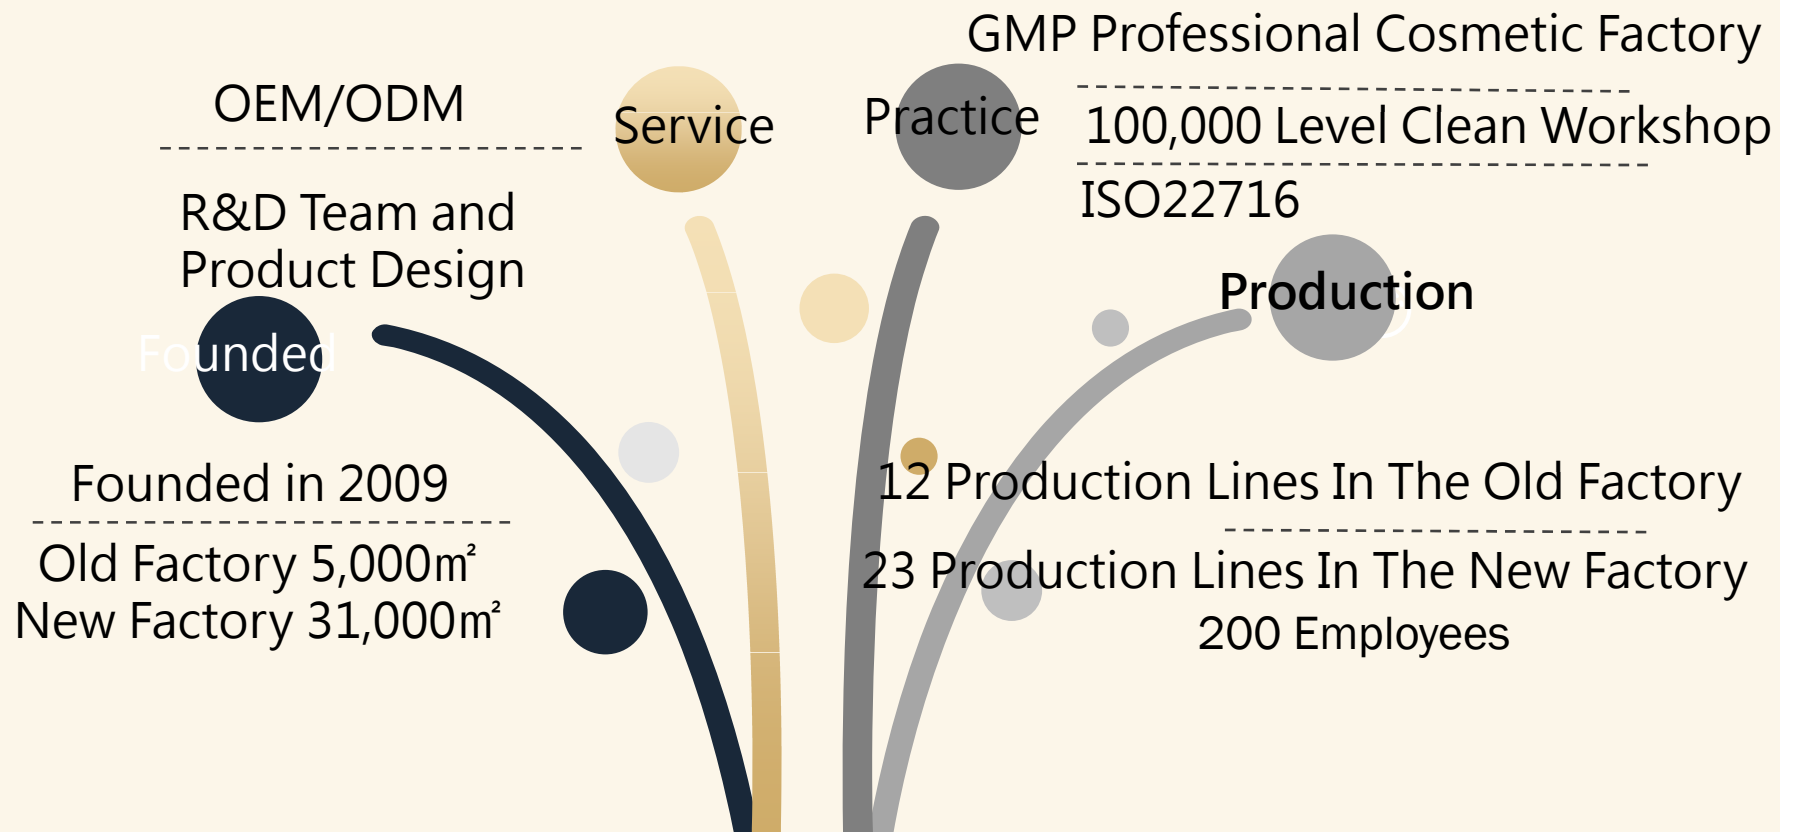 OEM/ODM
R&D Team and
Product Design
Service
Practice
GMP Professional Cosmetic Factory
100,000 Level Clean Workshop
ISO22716
Founded
Founded in 2009
Old Factory 5,000㎡
New Factory 31,000㎡
Production
12 Production Lines In The Old Factory
23 Production Lines In The New Factory
200 Employees